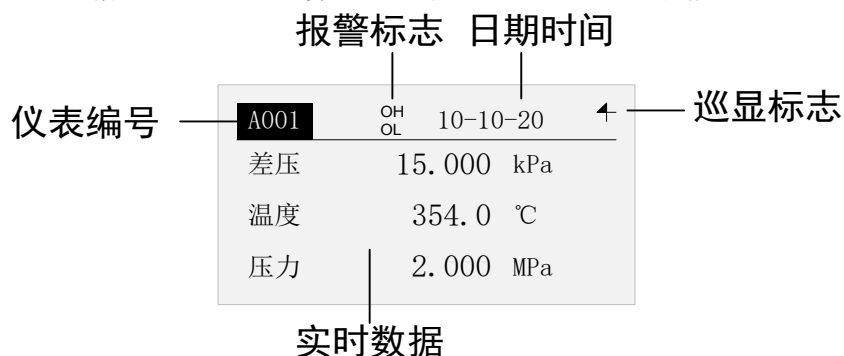 报警标志 日期时间
仪表编号 A001 OH OL 10-10-20 巡显标志
差压 15.000 kPa
温度 354.0 ℃
压力 2.000 MPa
实时数据